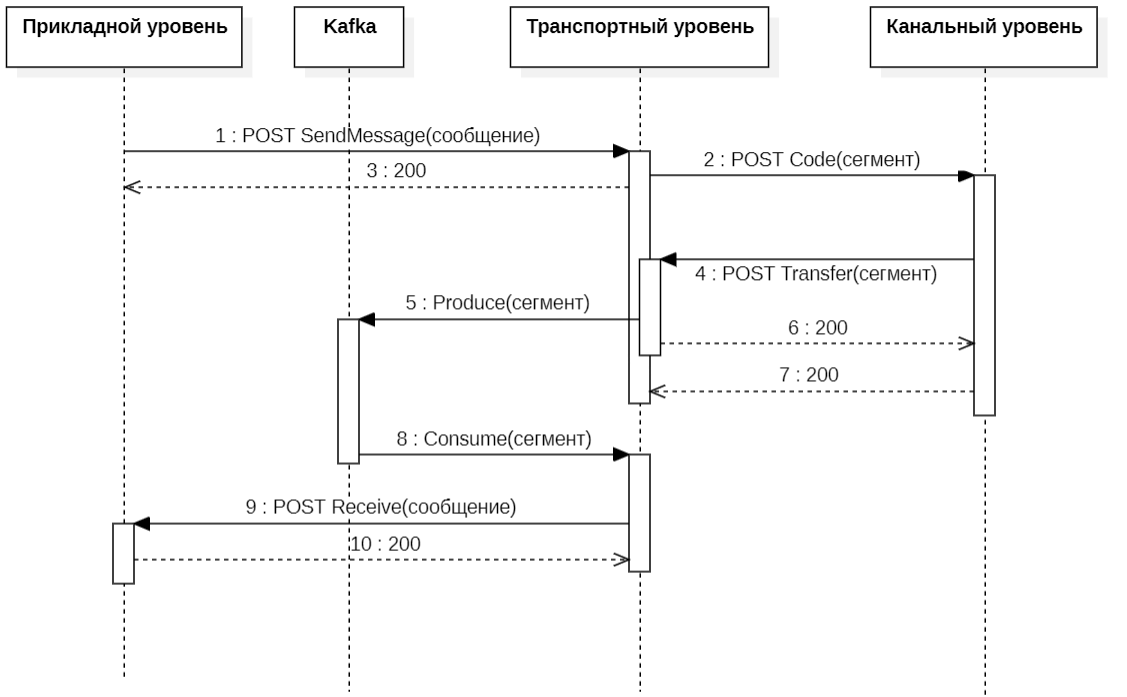 Прикладной уровень
Kafka
Транспортный уровень
Канальный уровень
1 : POST SendMessage(сообщение)
2 : POST Code(сегмент)
3 : 200
4 : POST Transfer(сегмент)
5 : Produce(сегмент)
6 : 200
7 : 200
8 : Consume(сегмент)
9 : POST Receive(сообщение)
10 : 200